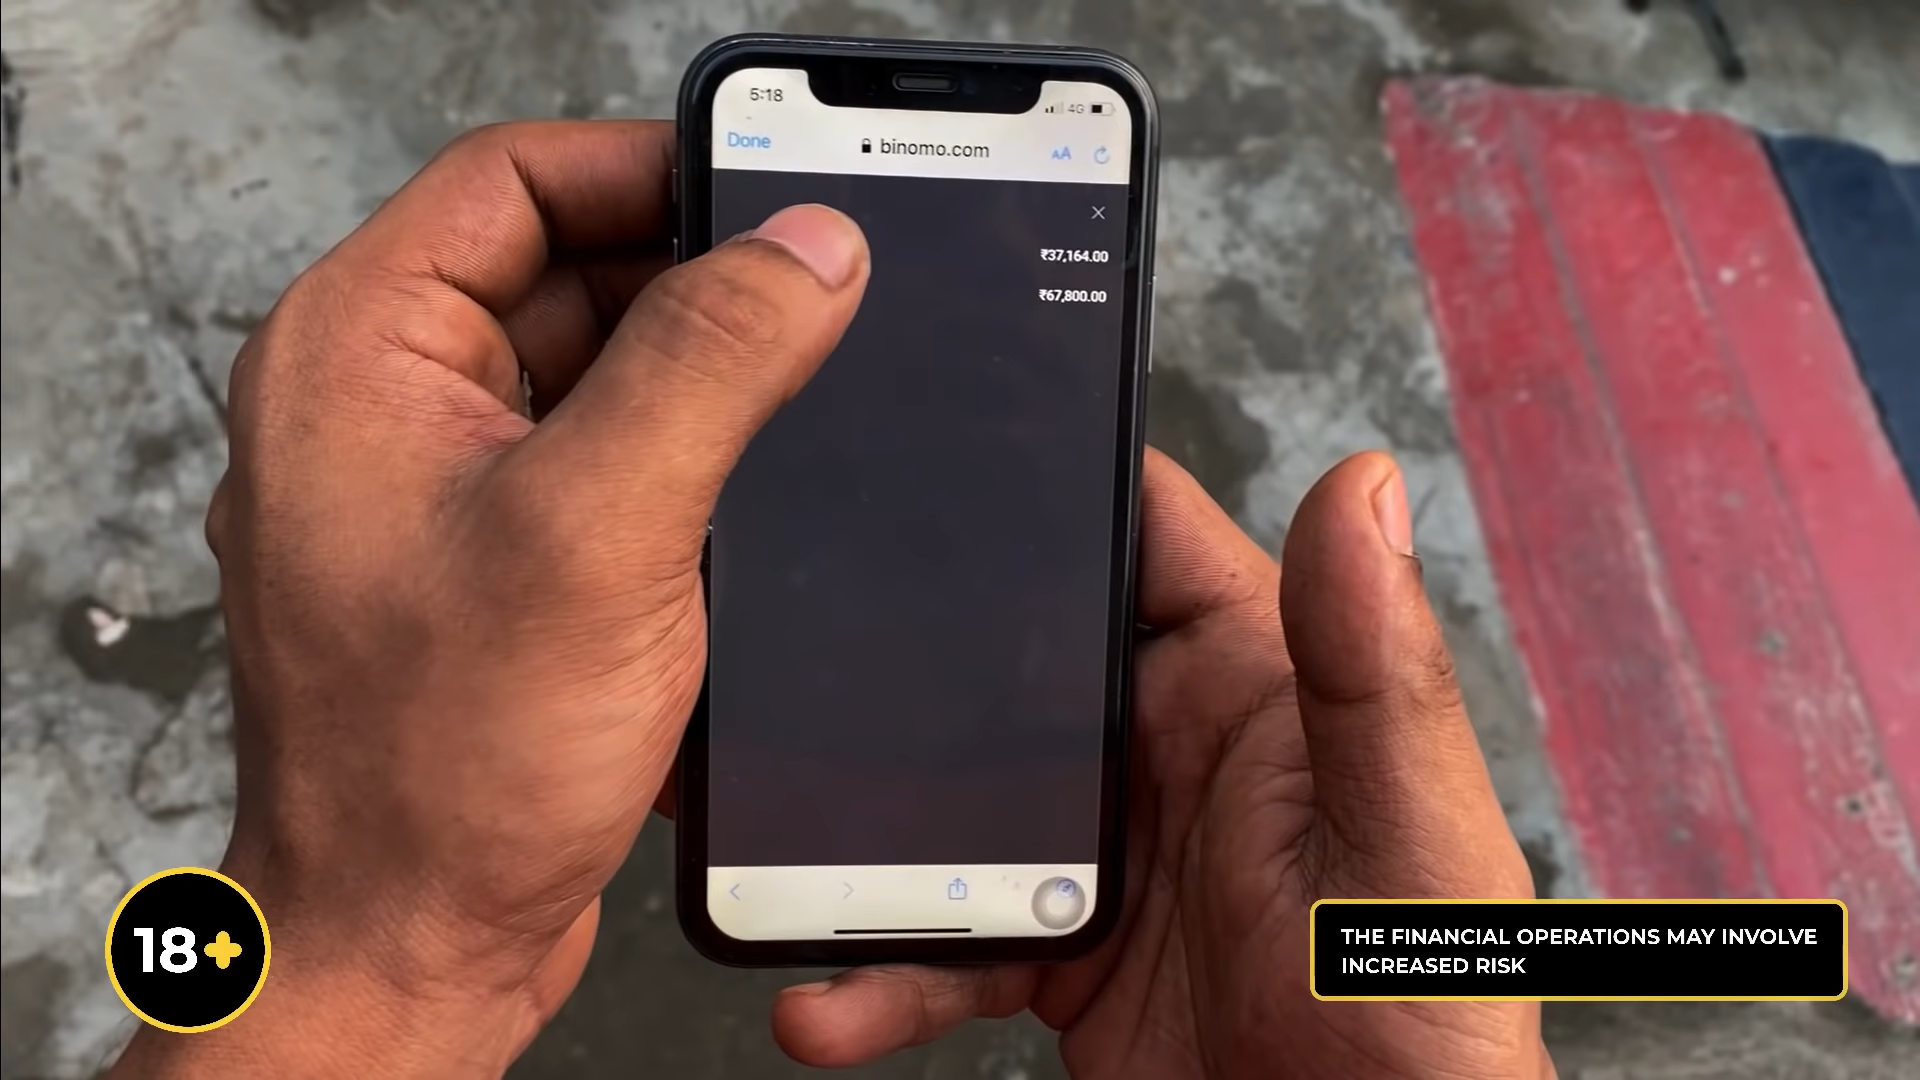 5:18
4G
Done
binomo.com
AA
₹37,164.00
₹67,800.00
18+
THE FINANCIAL OPERATIONS MAY INVOLVE
INCREASED RISK